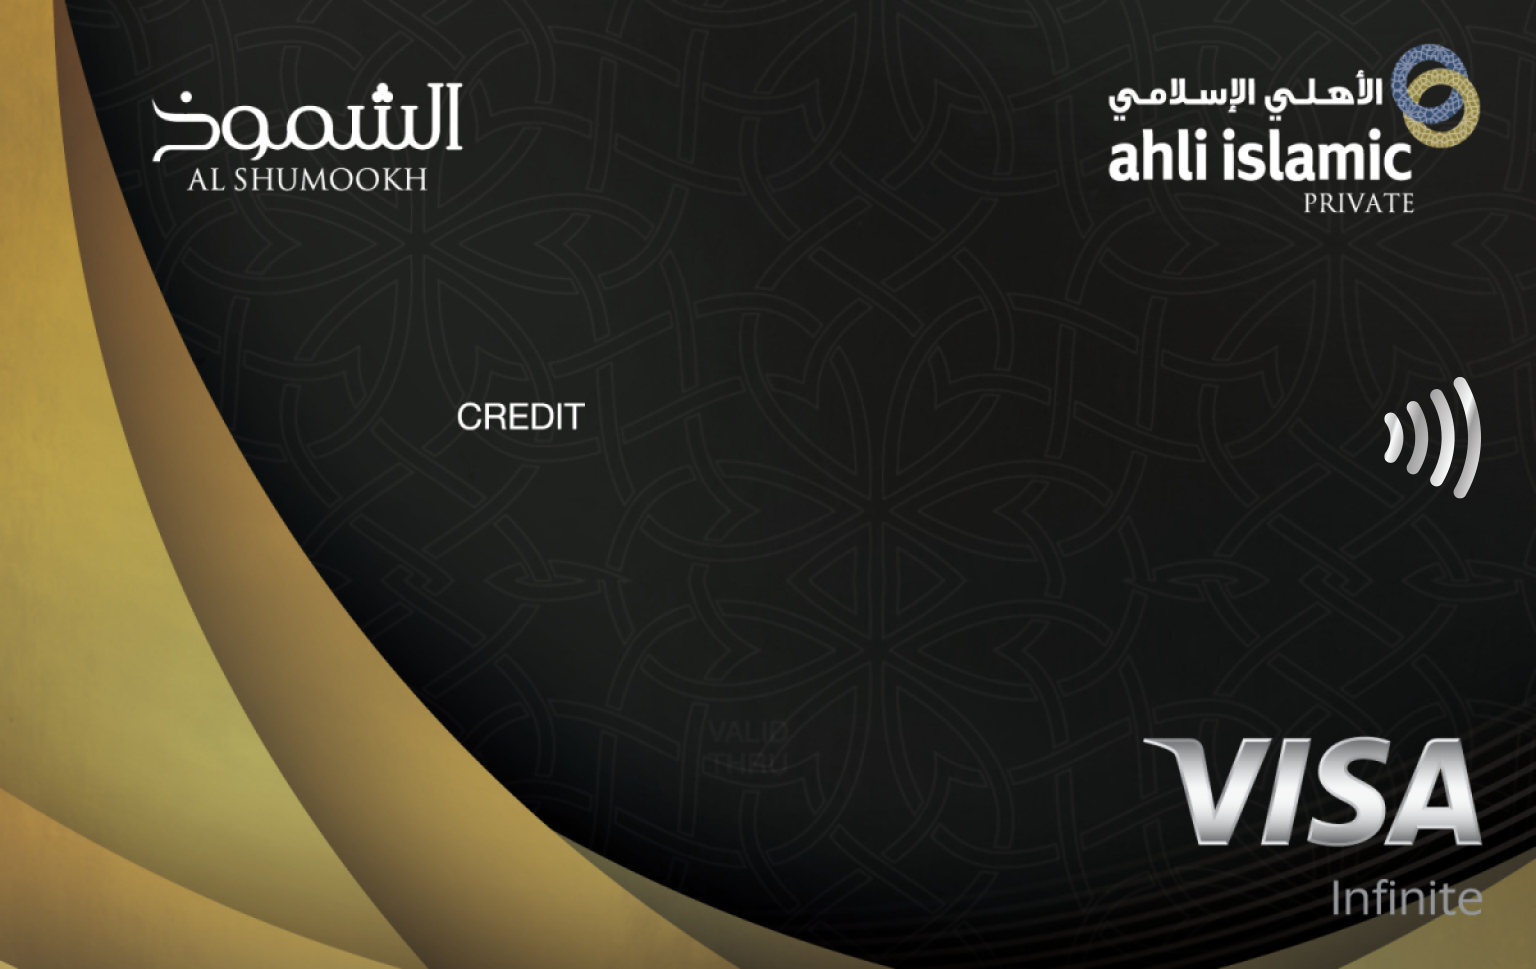 الشموخ
AL SHUMOOKH
الأهلي الإسلامي
ahli islamic
PRIVATE
CREDIT
VALID
THRU
VISA
Infinite